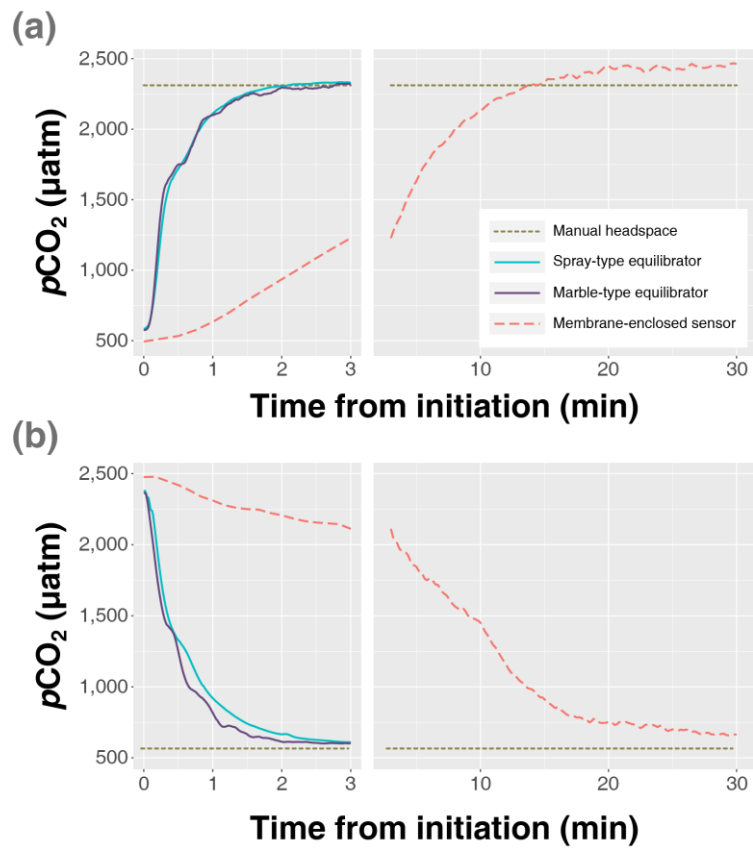 (a)
2,500
2,000
1,500
1,000
500
pCO₂ (µatm)
Manual headspace
Spray-type equilibrator
Marble-type equilibrator
Membrane-enclosed sensor
0 1 2 3 10 20 30
Time from initiation (min)
(b)
2,500
2,000
1,500
1,000
500
pCO₂ (µatm)
0 1 2 3 10 20 30
Time from initiation (min)